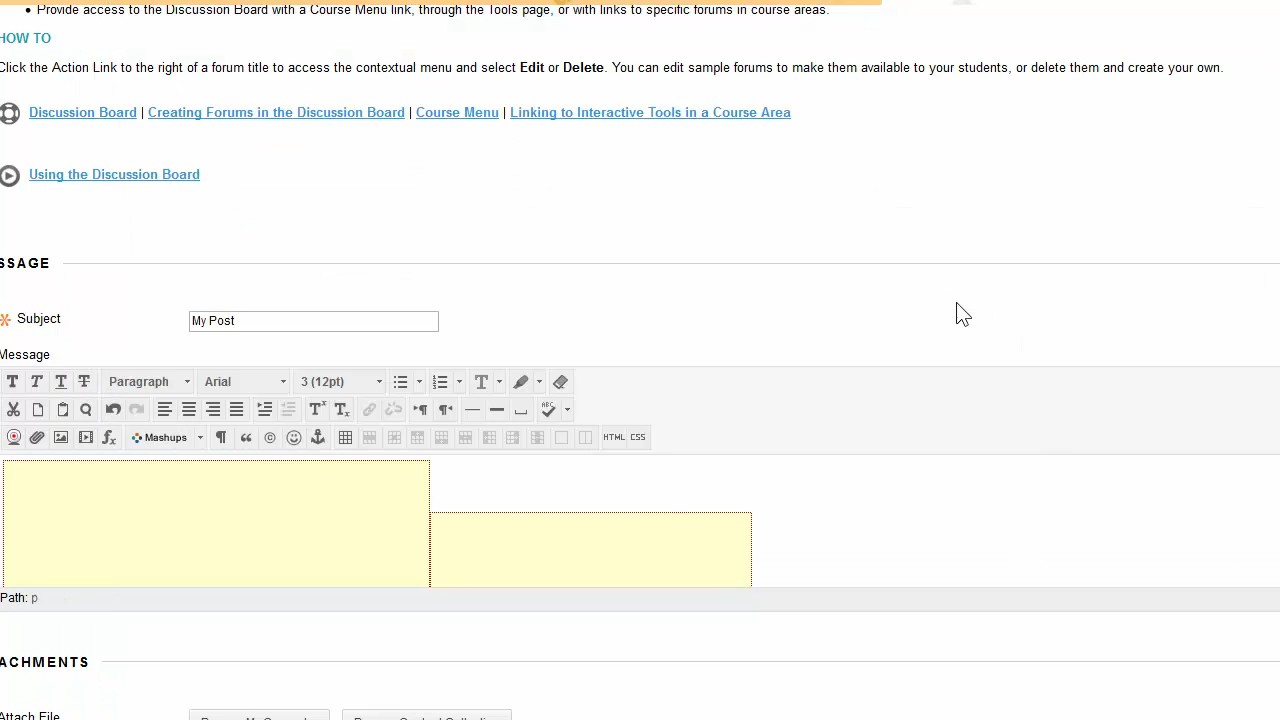 Provide access to the Discussion Board with a Course Menu link, through the Tools page, or with links to specific forums in course areas.
HOW TO
Click the Action Link to the right of a forum title to access the contextual menu and select Edit or Delete. You can edit sample forums to make them available to your students, or delete them and create your own.
Discussion Board | Creating Forums in the Discussion Board | Course Menu | Linking to Interactive Tools in a Course Area
Using the Discussion Board
SSAGE
Subject My Post
Message
T T T T Paragraph Arial 3 (12pt) T
Tx Tx ABC
fx Mashups HTML CSS
Path: p
ACHMENTS
Attach File